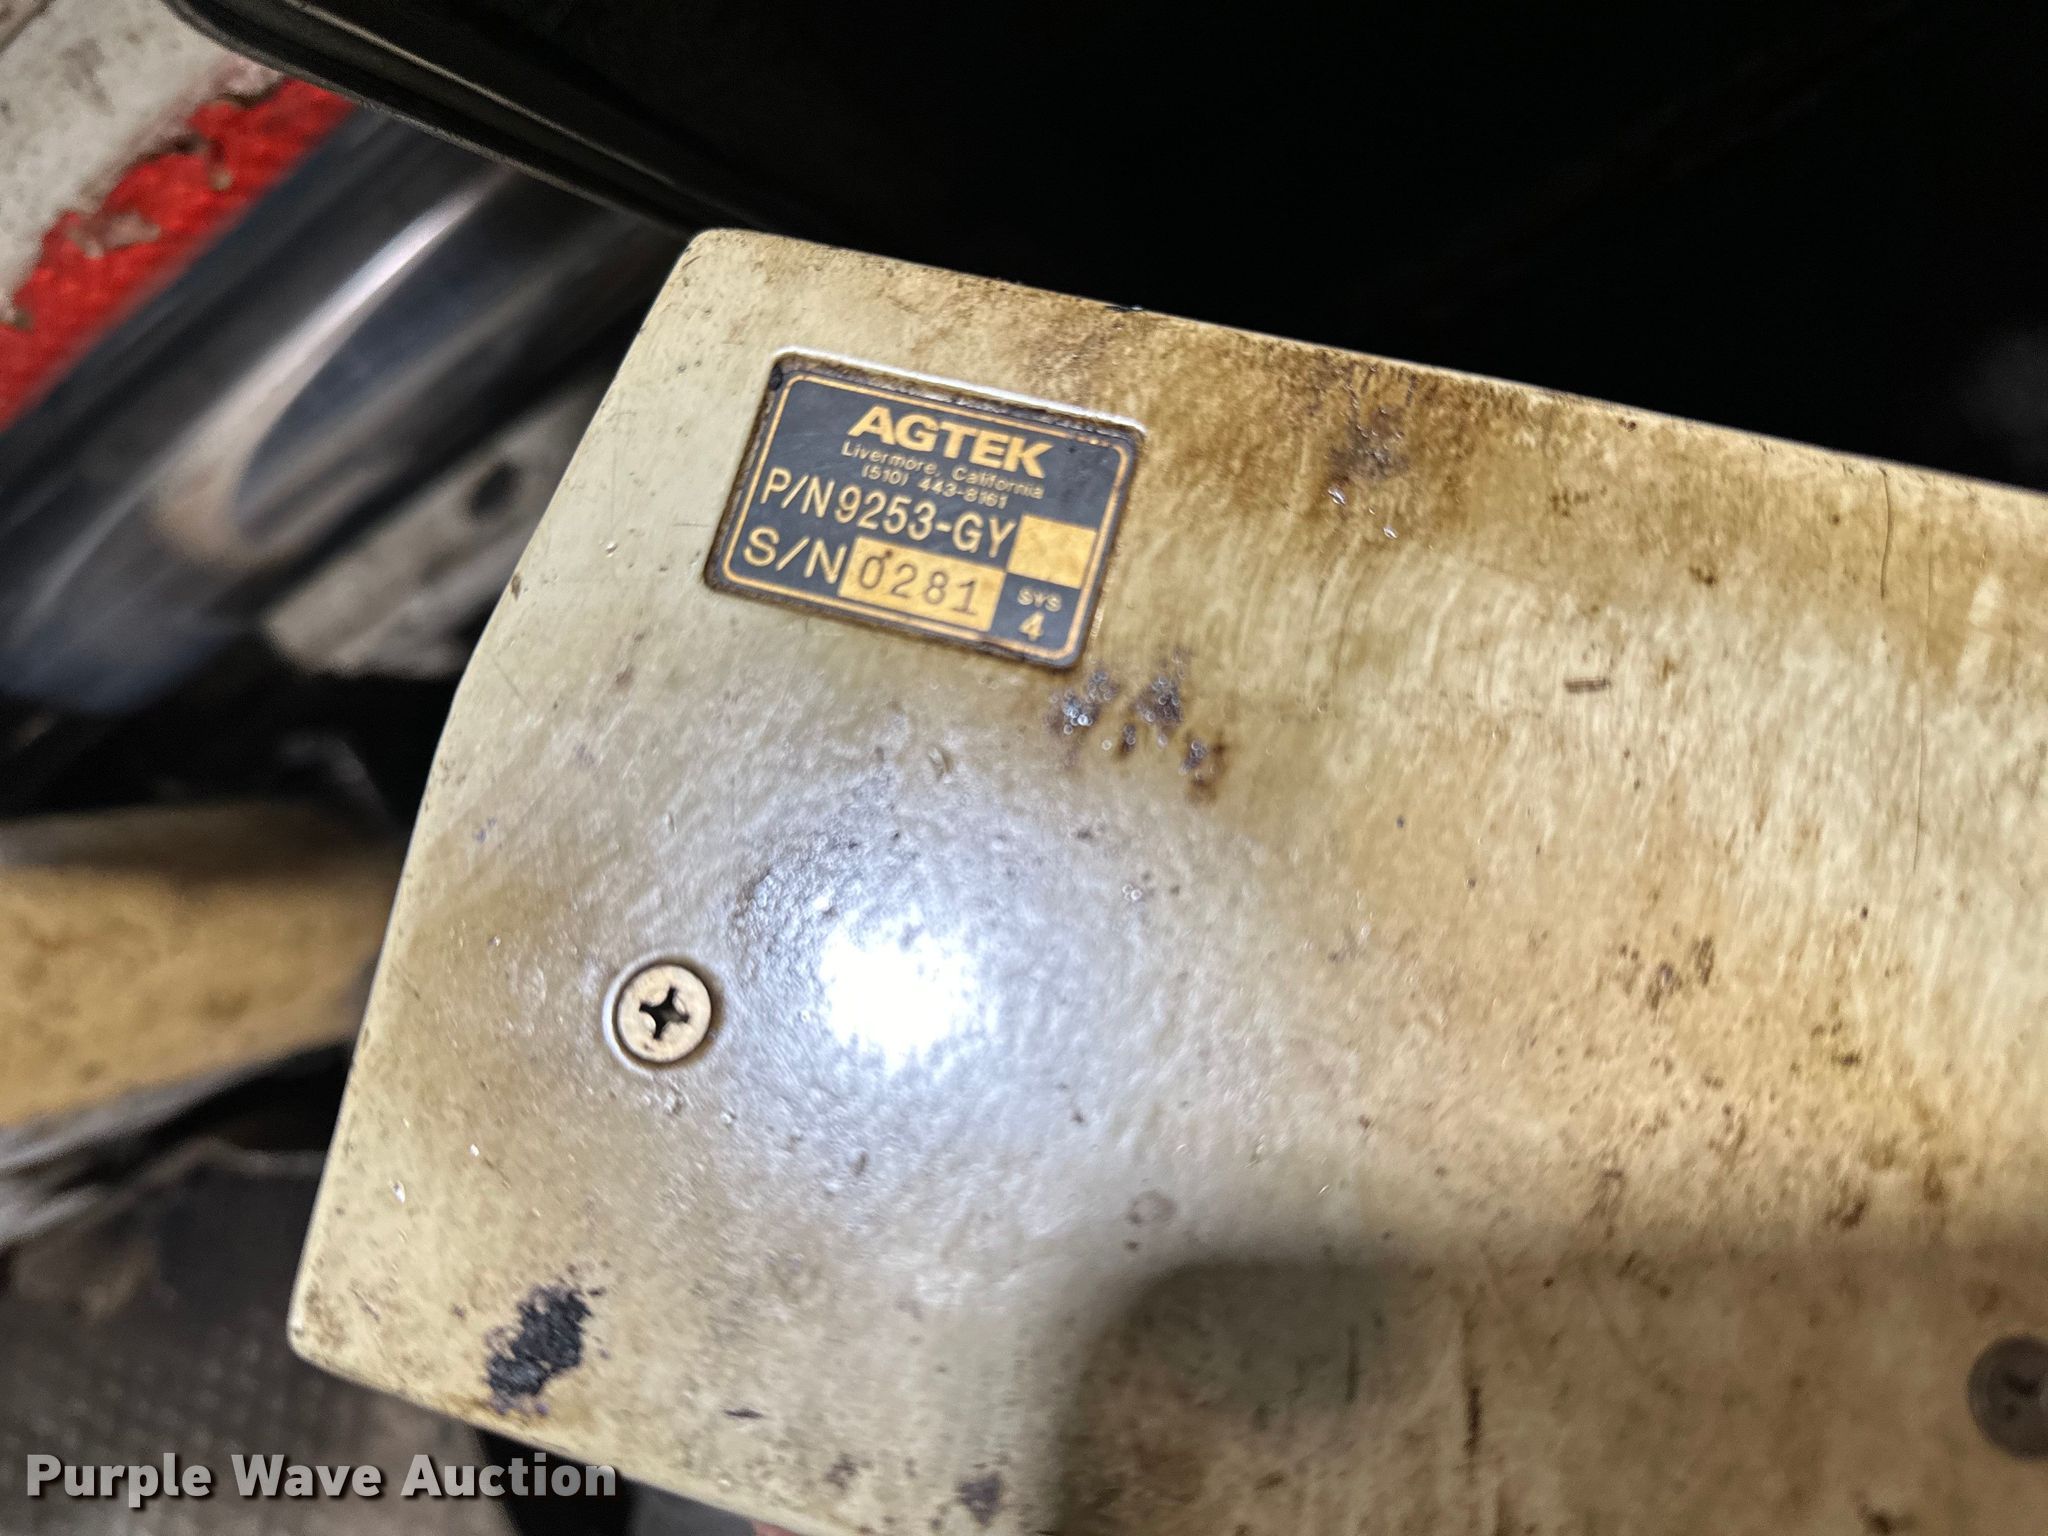 AGTEK
Livermore, California
(510) 443-8161
P/N 9253-GY
S/N 0281
SYS
4
Purple Wave Auction